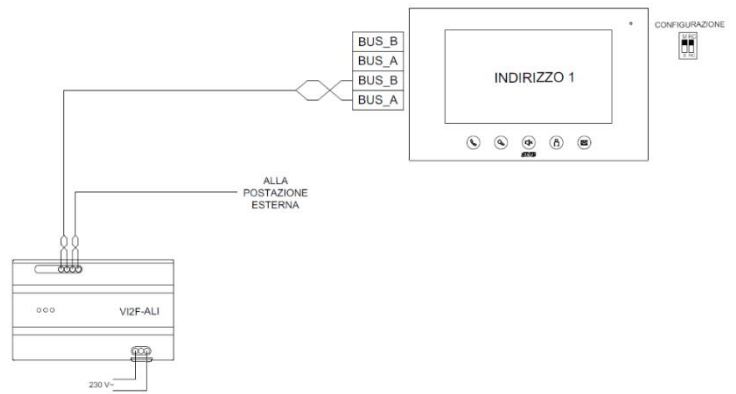 CONFIGURAZIONE
BUS_B
BUS_A
BUS_B
BUS_A
INDIRIZZO 1
ALLA
POSTAZIONE
ESTERNA
VI2F-ALI
230 V~